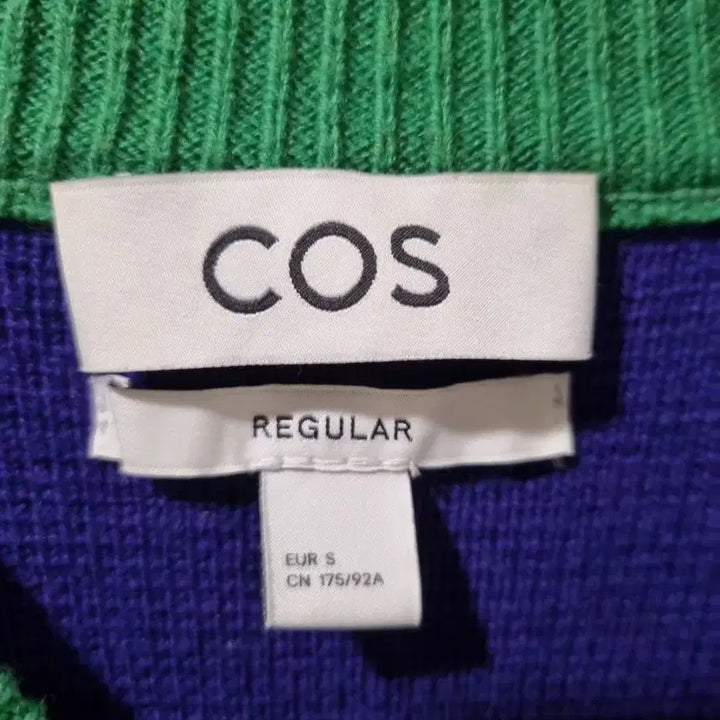 COS
REGULAR
EUR S
CN 175/92A